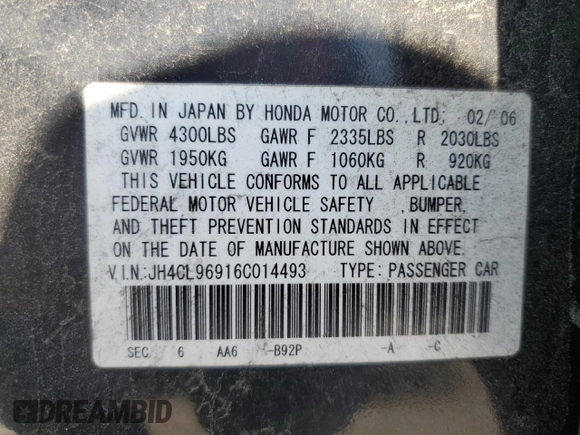 MFD. IN JAPAN BY HONDA MOTOR CO., LTD. 02/'06
GVWR 4300LBS GAWR F 2335LBS R 2030LBS
GVWR 1950KG GAWR F 1060KG R 920KG
THIS VEHICLE CONFORMS TO ALL APPLICABLE
FEDERAL MOTOR VEHICLE SAFETY ,BUMPER,
AND THEFT PREVENTION STANDARDS IN EFFECT
ON THE DATE OF MANUFACTURE SHOWN ABOVE.
V.I.N.:JH4CL96916C014493 TYPE: PASSENGER CAR
SEC 6 AA6 -B92P -A -C
DREAMBID